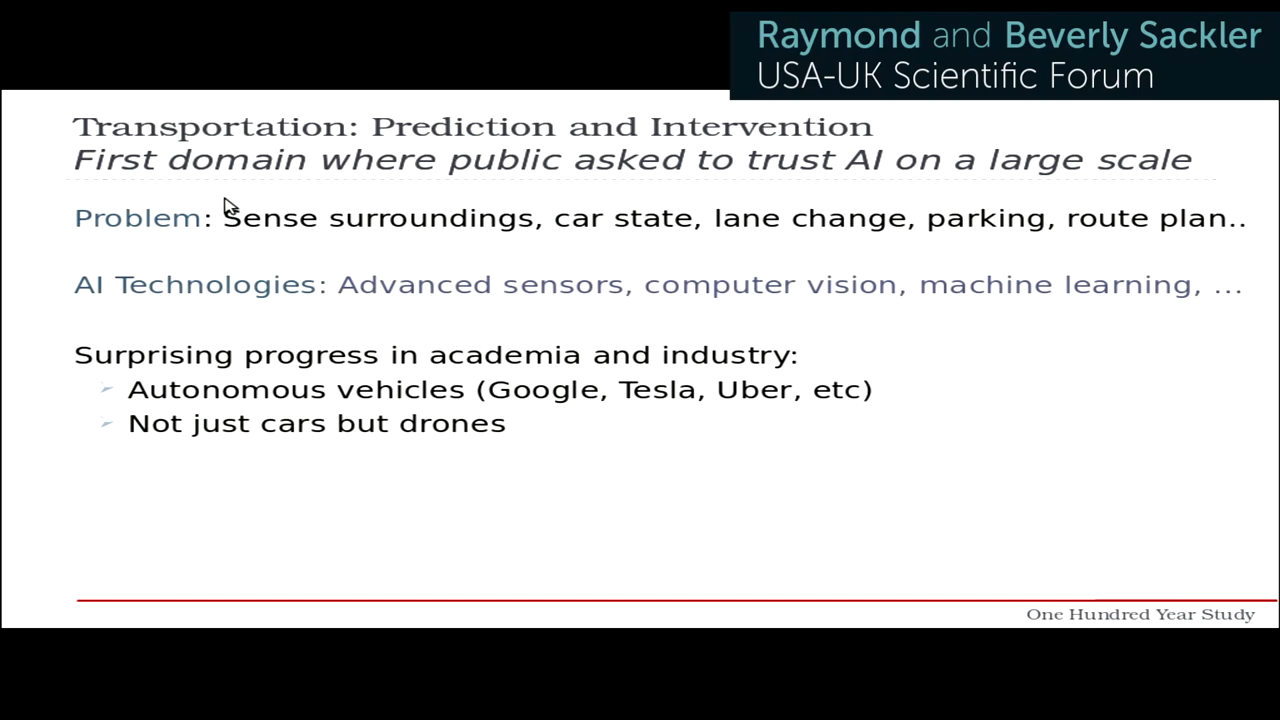 Raymond and Beverly Sackler
USA-UK Scientific Forum
Transportation: Prediction and Intervention
First domain where public asked to trust AI on a large scale
Problem: Sense surroundings, car state, lane change, parking, route plan..
AI Technologies: Advanced sensors, computer vision, machine learning, ...
Surprising progress in academia and industry:
Autonomous vehicles (Google, Tesla, Uber, etc)
Not just cars but drones
One Hundred Year Study